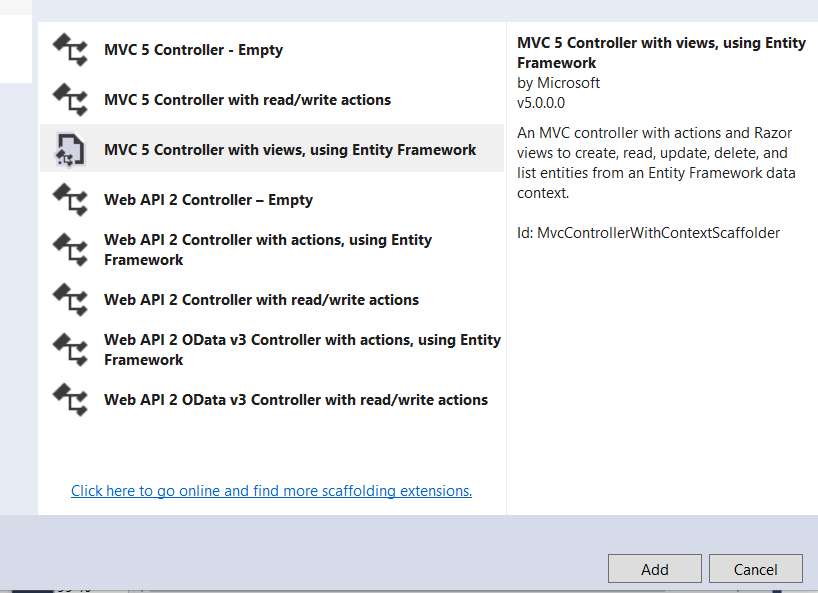 MVC 5 Controller - Empty
MVC 5 Controller with read/write actions
MVC 5 Controller with views, using Entity Framework
Web API 2 Controller – Empty
Web API 2 Controller with actions, using Entity
Framework
Web API 2 Controller with read/write actions
Web API 2 OData v3 Controller with actions, using Entity
Framework
Web API 2 OData v3 Controller with read/write actions
Click here to go online and find more scaffolding extensions.
MVC 5 Controller with views, using Entity
Framework
by Microsoft
v5.0.0.0
An MVC controller with actions and Razor
views to create, read, update, delete, and
list entities from an Entity Framework data
context.
Id: MvcControllerWithContextScaffolder
Add
Cancel